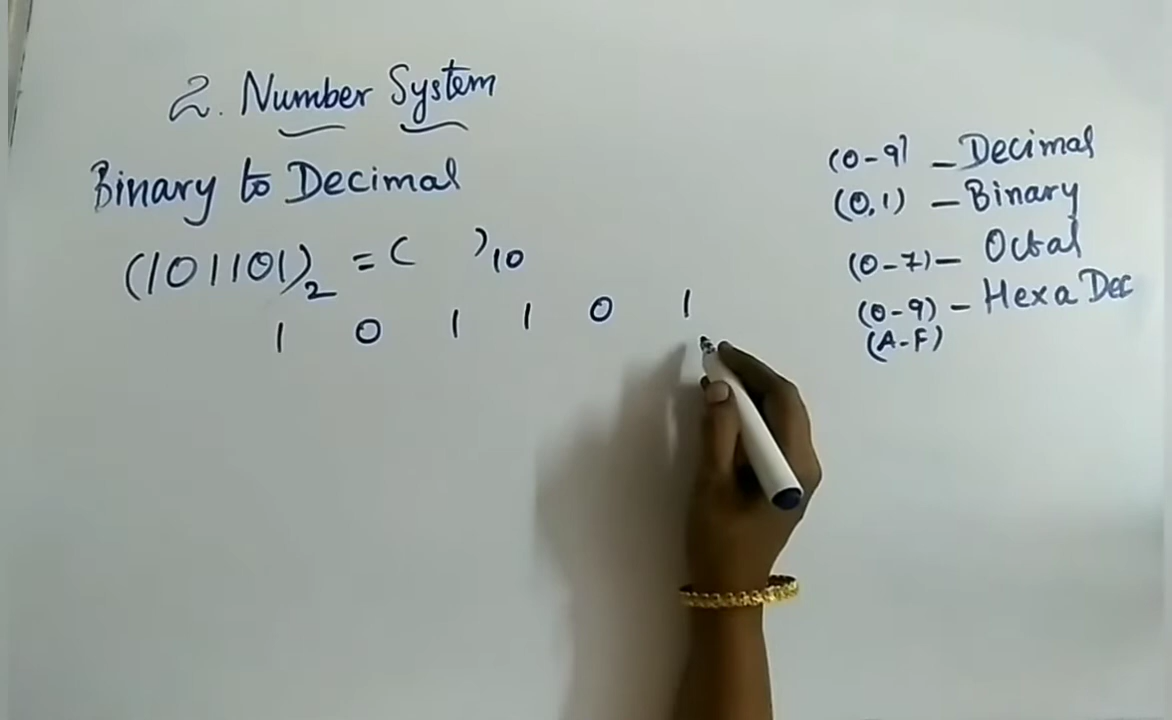 2. Number System
Binary to Decimal
(101101)₂ = ( )₁₀
1 0 1 1 0 1
(0-9) - Decimal
(0,1) - Binary
(0-7) - Octal
(0-9) - Hexa Dec
(A-F)